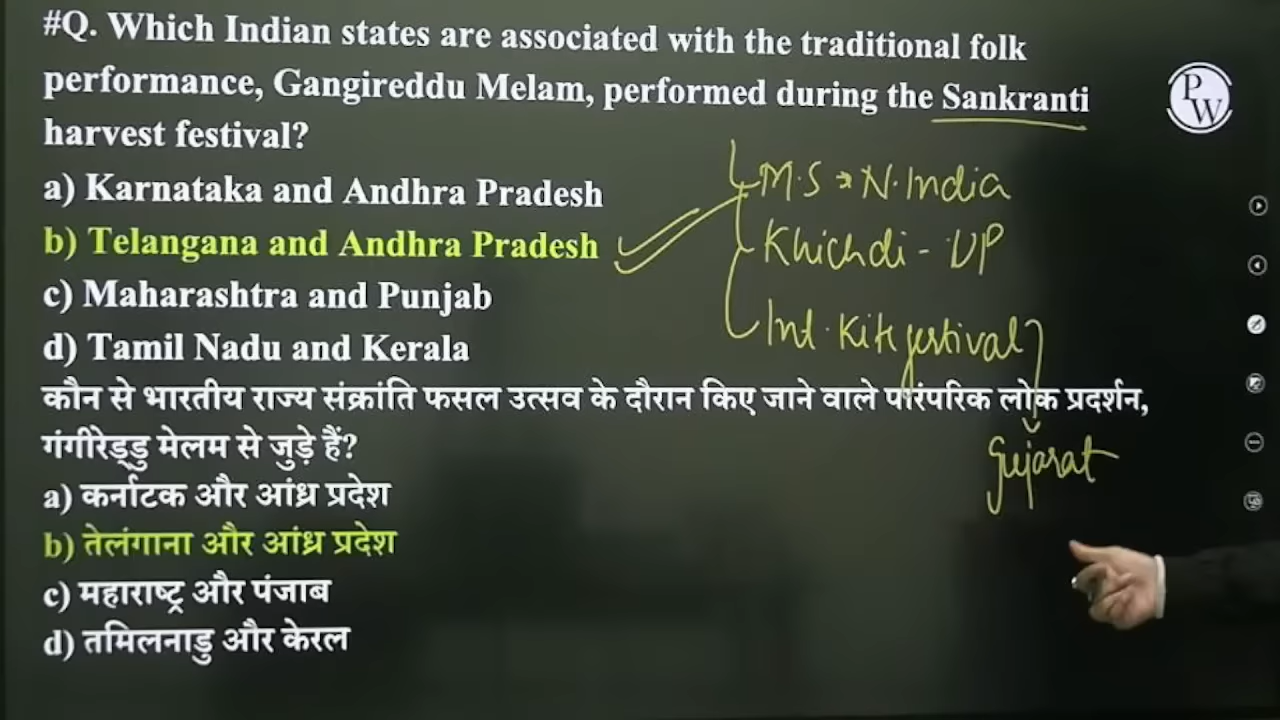 #Q. Which Indian states are associated with the traditional folk
performance, Gangireddu Melam, performed during the Sankranti
harvest festival?
PW
a) Karnataka and Andhra Pradesh
M.S → N.India
b) Telangana and Andhra Pradesh
Khichdi - UP
c) Maharashtra and Punjab
Int. Kite festival
d) Tamil Nadu and Kerala
कौन से भारतीय राज्य संक्रांति फसल उत्सव के दौरान किए जाने वाले पारंपरिक लोक प्रदर्शन,
गंगीरेड्डु मेलम से जुड़े हैं?
Gujarat
a) कर्नाटक और आंध्र प्रदेश
b) तेलंगाना और आंध्र प्रदेश
c) महाराष्ट्र और पंजाब
d) तमिलनाडु और केरल